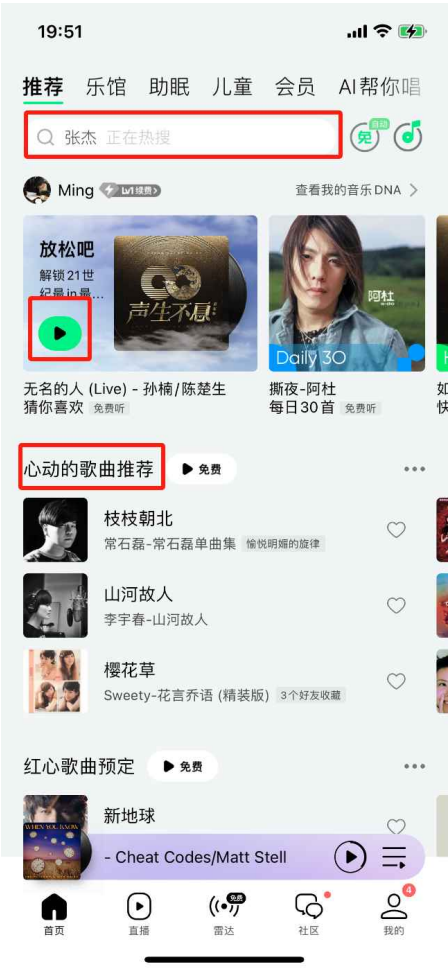 19:51
推荐 乐馆 助眠 儿童 会员 AI帮你唱
张杰 正在热搜
免 自动
Ming Lv1 续费>
查看我的音乐DNA >
放松吧
解锁21世
纪最in最...
声生不息
阿杜
Daily 30
无名的人 (Live) - 孙楠/陈楚生
猜你喜欢 免费听
撕夜-阿杜
每日30首 免费听
如
快
心动的歌曲推荐 免费
枝枝朝北
常石磊-常石磊单曲集 愉悦明媚的旋律
山河故人
李宇春-山河故人
樱花草
Sweety-花言乔语 (精装版) 3个好友收藏
红心歌曲预定 免费
新地球
WHEN YOU KNOW
- Cheat Codes/Matt Stell
免费
4
首页 直播 雷达 社区 我的